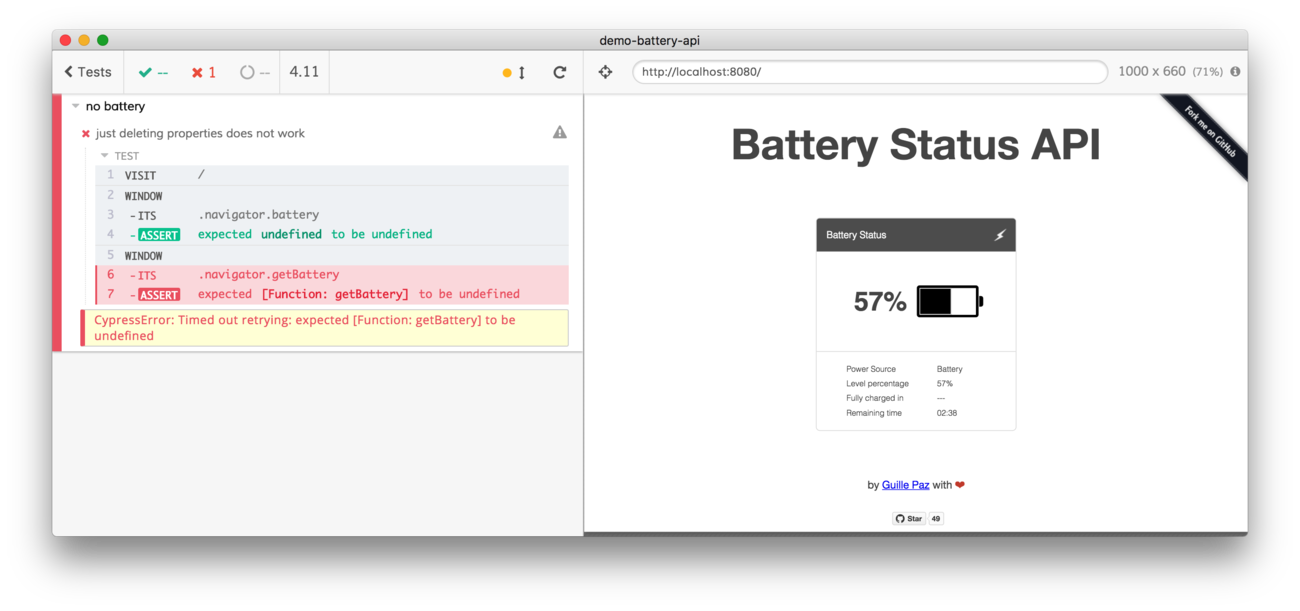 demo-battery-api
Tests -- 1 -- 4.11
http://localhost:8080/ 1000 x 660 (71%)
no battery
just deleting properties does not work
TEST
1 VISIT /
2 WINDOW
3 - ITS .navigator.battery
4 - ASSERT expected undefined to be undefined
5 WINDOW
6 - ITS .navigator.getBattery
7 - ASSERT expected [Function: getBattery] to be undefined
CypressError: Timed out retrying: expected [Function: getBattery] to be
undefined
Fork me on GitHub
Battery Status API
Battery Status
57%
Power Source Battery
Level percentage 57%
Fully charged in ---
Remaining time 02:38
by Guille Paz with ❤
Star 49